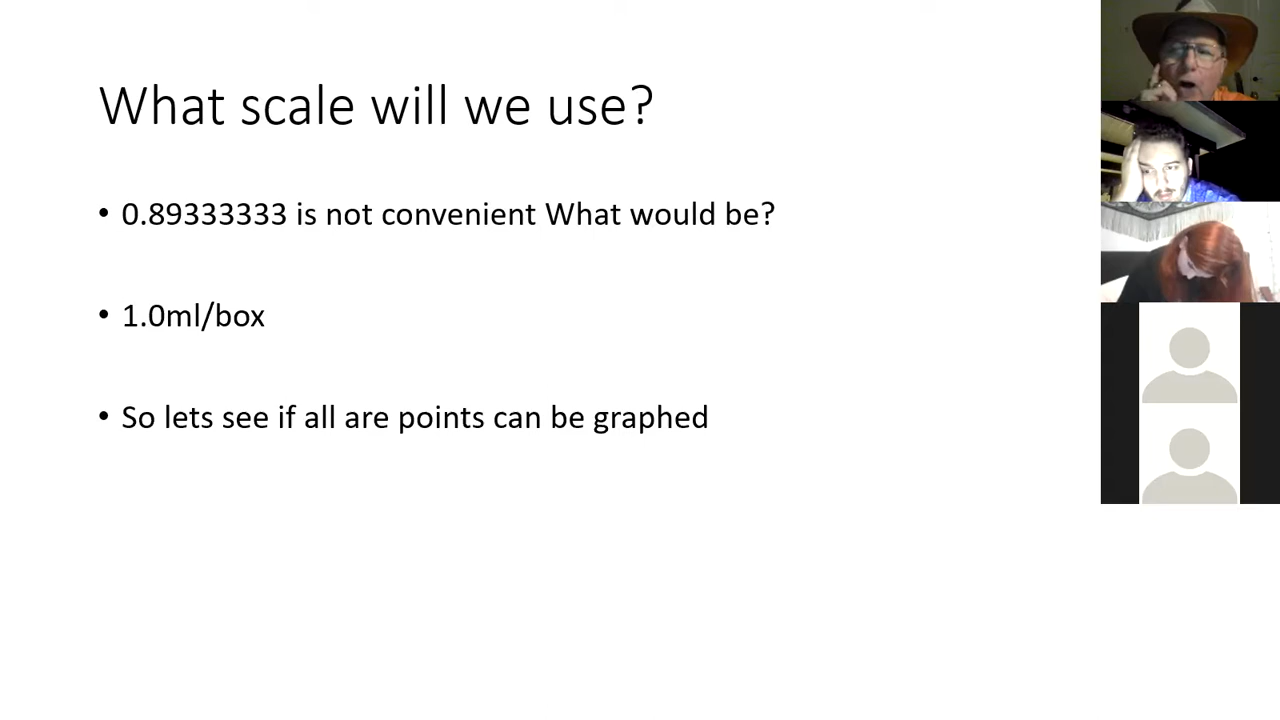 What scale will we use?
• 0.89333333 is not convenient What would be?
• 1.0ml/box
• So lets see if all are points can be graphed